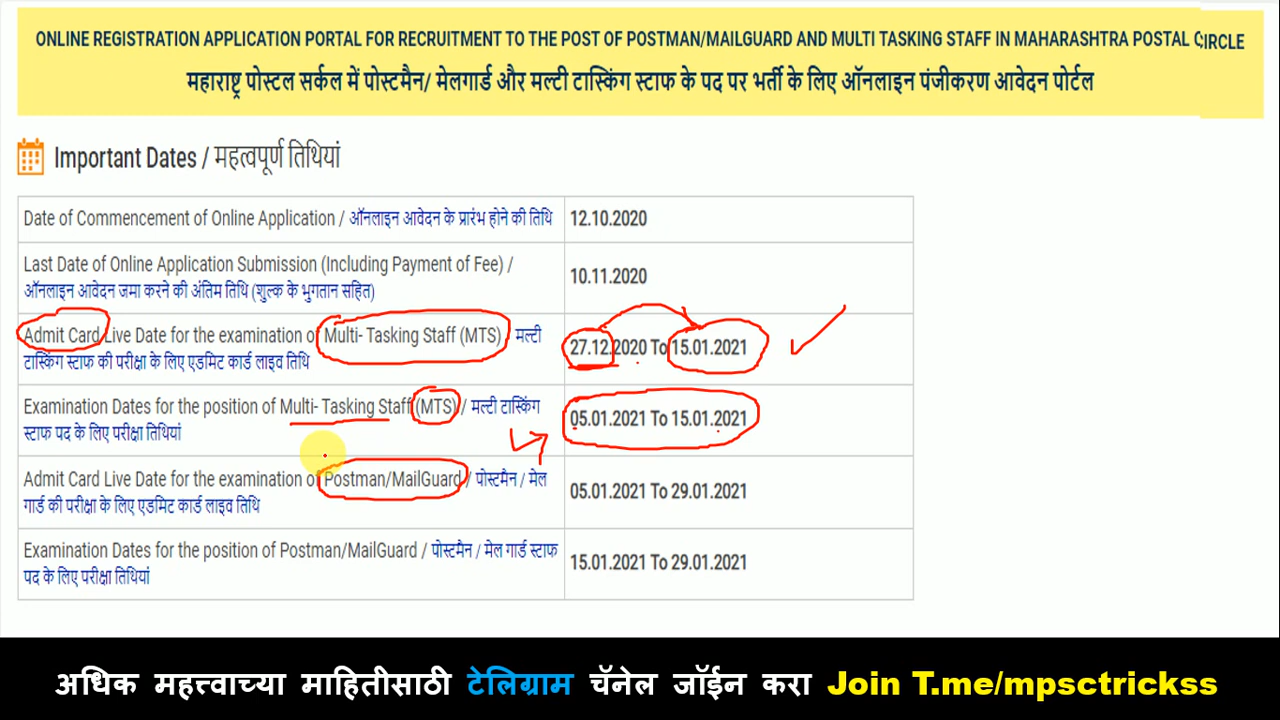 ONLINE REGISTRATION APPLICATION PORTAL FOR RECRUITMENT TO THE POST OF POSTMAN/MAILGUARD AND MULTI TASKING STAFF IN MAHARASHTRA POSTAL CIRCLE
महाराष्ट्र पोस्टल सर्कल में पोस्टमैन/ मेलगार्ड और मल्टी टास्किंग स्टाफ के पद पर भर्ती के लिए ऑनलाइन पंजीकरण आवेदन पोर्टल
Important Dates / महत्वपूर्ण तिथियां
Date of Commencement of Online Application / ऑनलाइन आवेदन के प्रारंभ होने की तिथि 12.10.2020
Last Date of Online Application Submission (Including Payment of Fee) /
ऑनलाइन आवेदन जमा करने की अंतिम तिथि (शुल्क के भुगतान सहित) 10.11.2020
Admit Card Live Date for the examination of Multi- Tasking Staff (MTS) / मल्टी
टास्किंग स्टाफ की परीक्षा के लिए एडमिट कार्ड लाइव तिथि 27.12.2020 To 15.01.2021
Examination Dates for the position of Multi- Tasking Staff (MTS) / मल्टी टास्किंग
स्टाफ पद के लिए परीक्षा तिथियां 05.01.2021 To 15.01.2021
Admit Card Live Date for the examination of Postman/MailGuard / पोस्टमैन / मेल
गार्ड की परीक्षा के लिए एडमिट कार्ड लाइव तिथि 05.01.2021 To 29.01.2021
Examination Dates for the position of Postman/MailGuard / पोस्टमैन / मेल गार्ड स्टाफ
पद के लिए परीक्षा तिथियां 15.01.2021 To 29.01.2021
अधिक महत्त्वाच्या माहितीसाठी टेलिग्राम चॅनेल जॉईन करा Join T.me/mpsctrickss